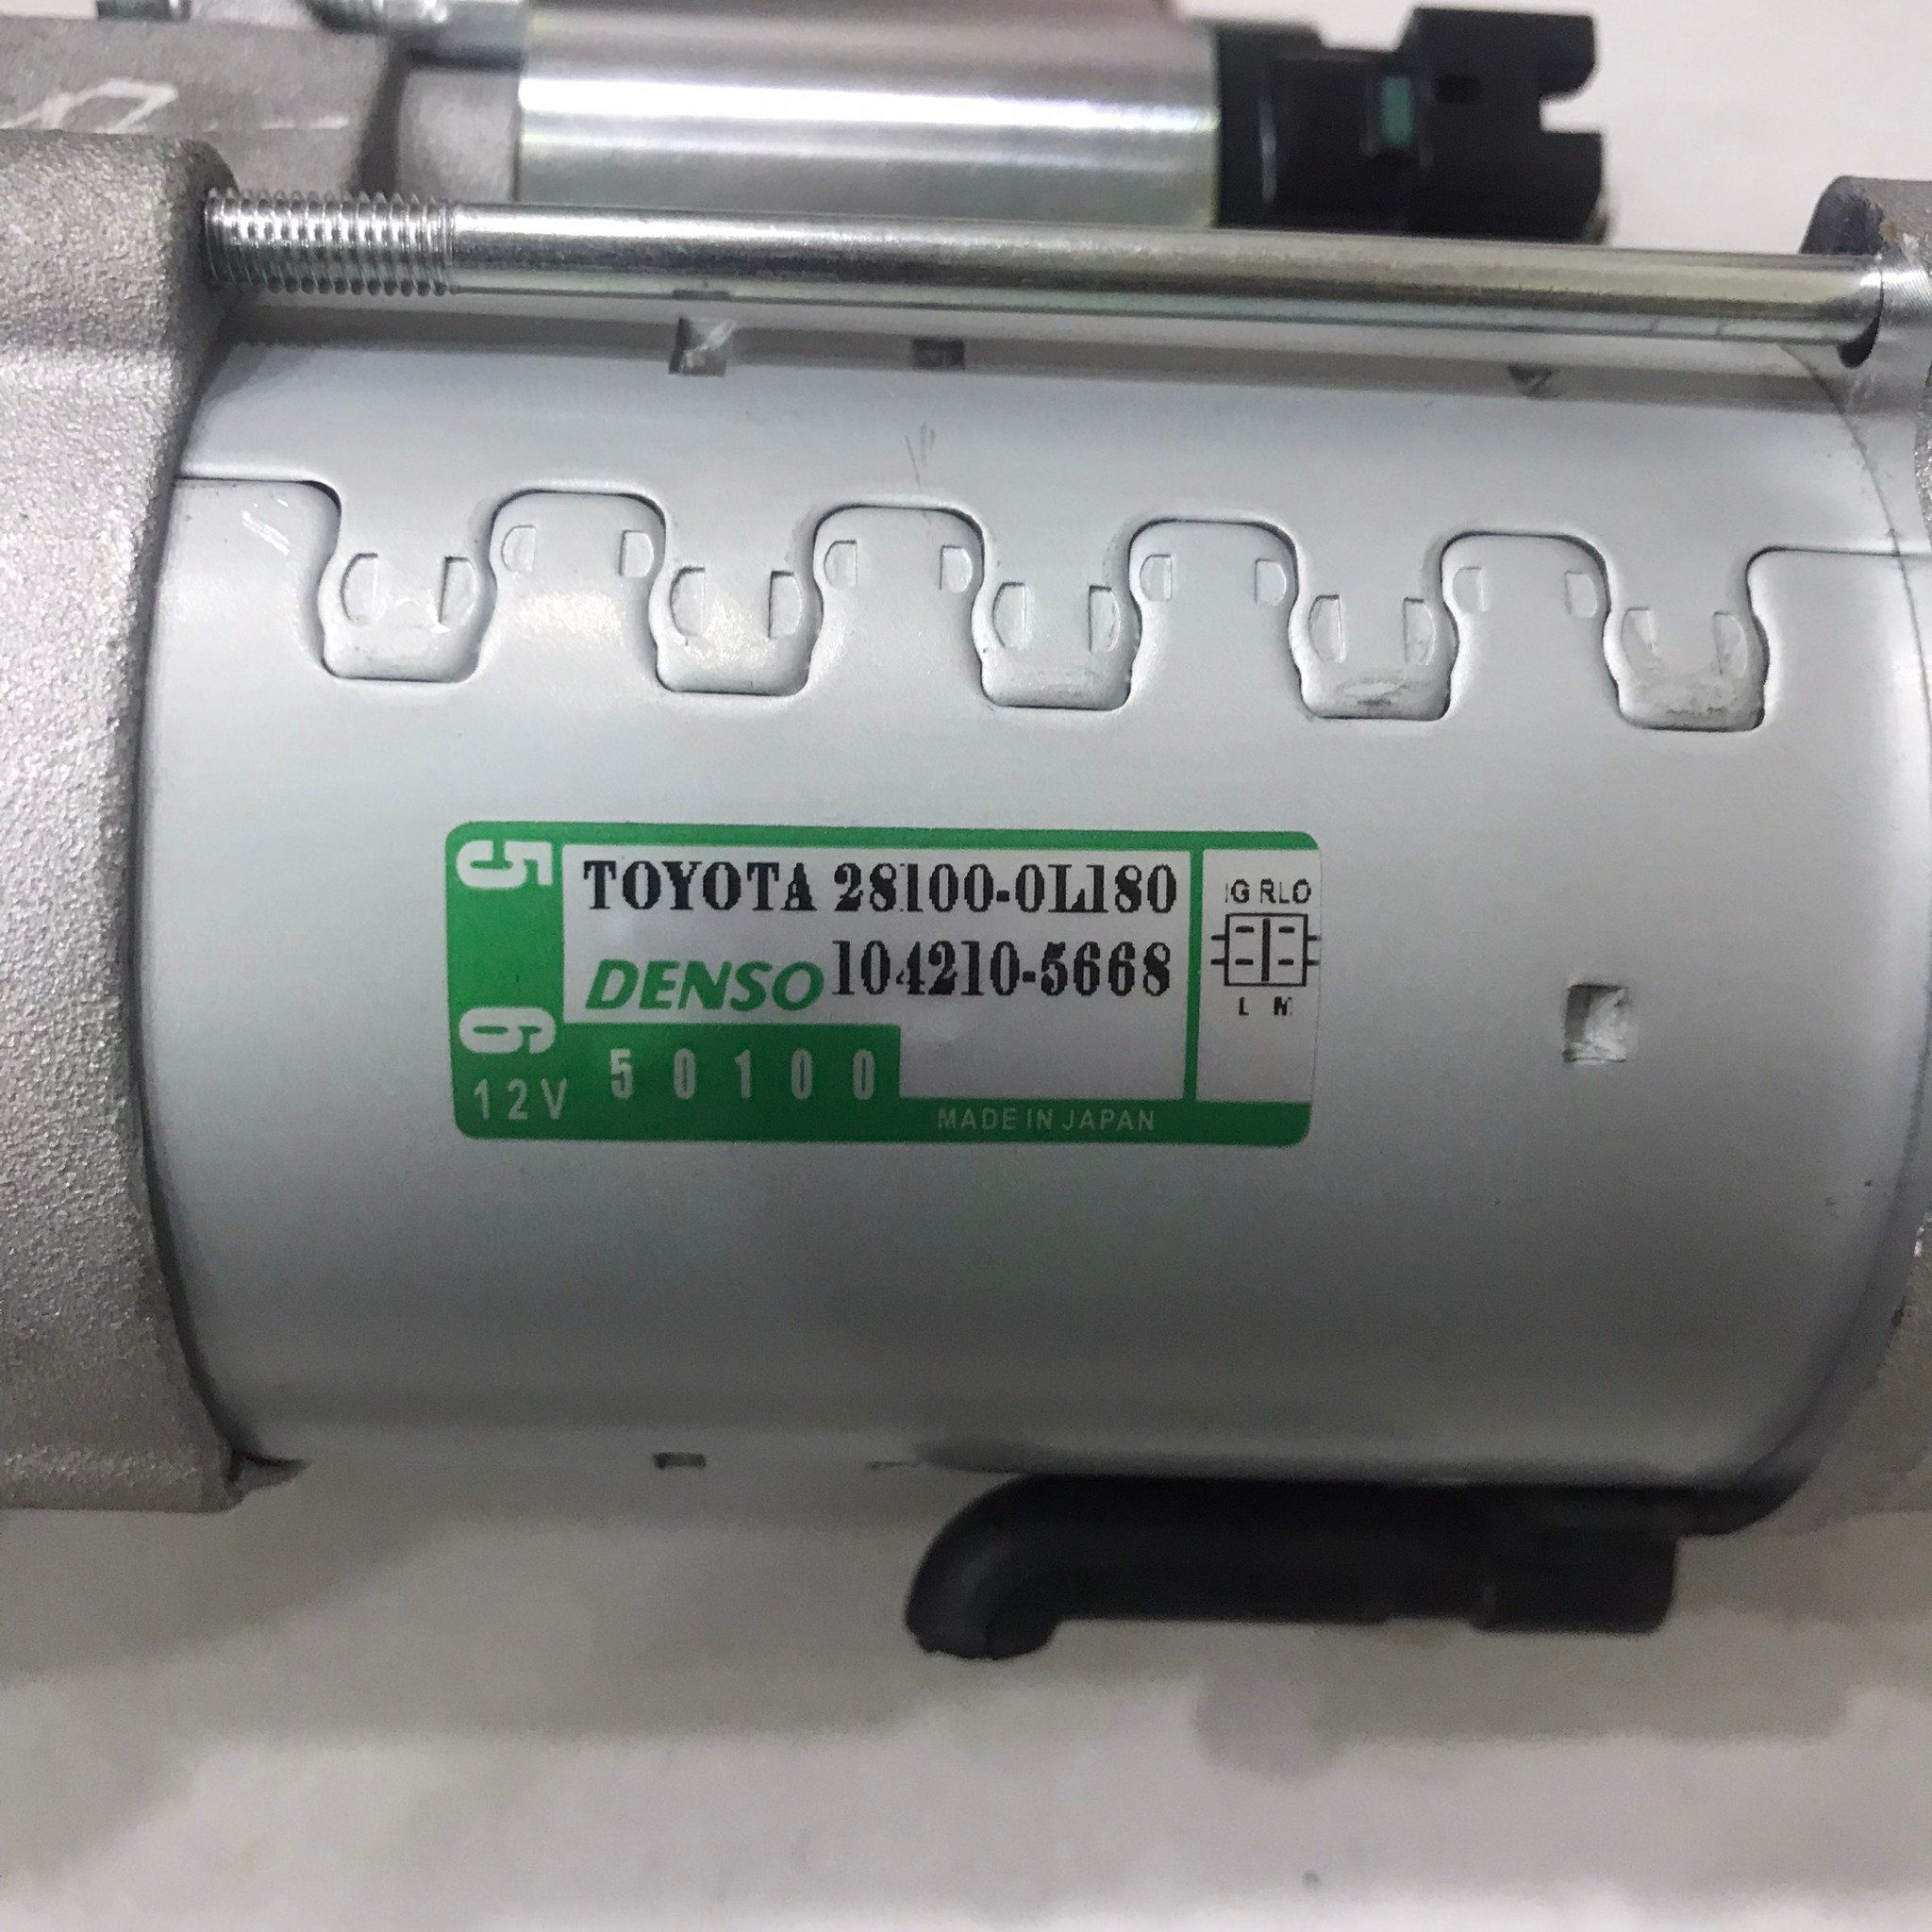 TOYOTA 28100-0L180
DENSO 104210-5668
5 6
12V 50100
MADE IN JAPAN
IG RLO
L M